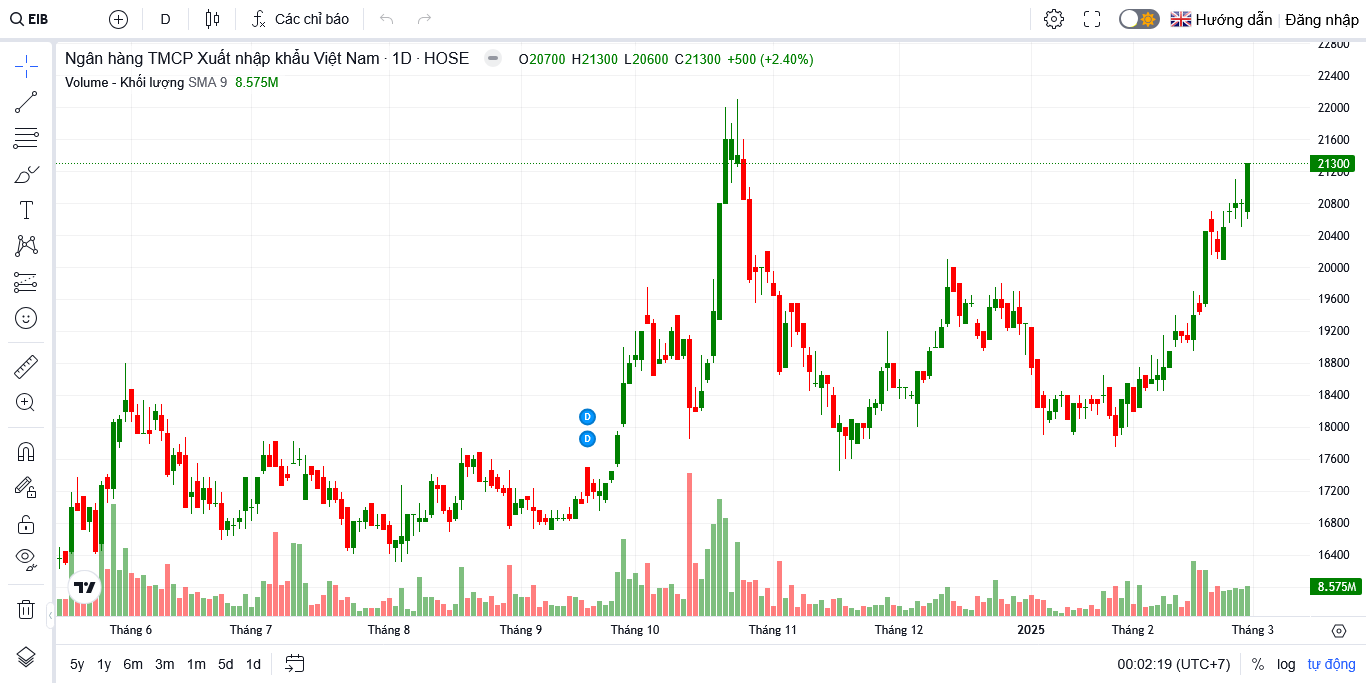 EIB D Các chỉ báo Hướng dẫn Đăng nhập
Ngân hàng TMCP Xuất nhập khẩu Việt Nam · 1D · HOSE O20700 H21300 L20600 C21300 +500 (+2.40%)
Volume - Khối lượng SMA 9 8.575M
22800
22400
22000
21600
21300
21200
20800
20400
20000
19600
19200
18800
18400
D
18000
D
17600
17200
16800
16400
8.575M
Tháng 6 Tháng 7 Tháng 8 Tháng 9 Tháng 10 Tháng 11 Tháng 12 2025 Tháng 2 Tháng 3
5y 1y 6m 3m 1m 5d 1d 00:02:19 (UTC+7) % log tự động